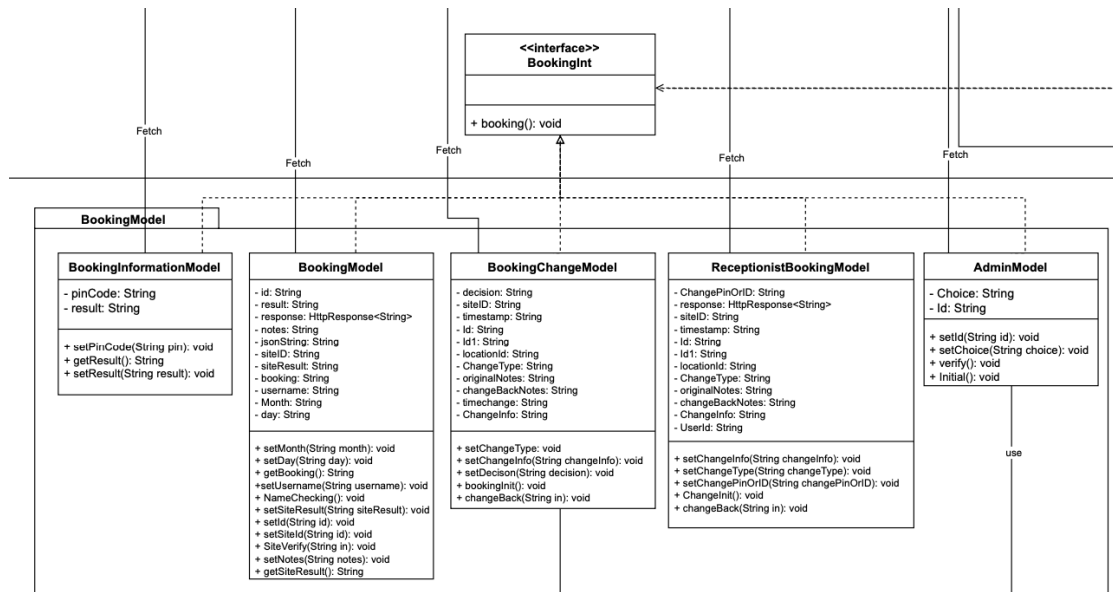 <<interface>>
BookingInt
+ booking(): void
Fetch
Fetch
Fetch
Fetch
Fetch
BookingModel
BookingInformationModel
- pinCode: String
- result: String
+ setPinCode(String pin): void
+ getResult(): String
+ setResult(String result): void
BookingModel
- id: String
- result: String
- response: HttpResponse<String>
- notes: String
- jsonString: String
- siteID: String
- siteResult: String
- booking: String
- username: String
- Month: String
- day: String
+ setMonth(String month): void
+ setDay(String day): void
+ getBooking(): String
+setUsername(String username): void
+ NameChecking(): void
+ setSiteResult(String siteResult): void
+ setId(String id): void
+ setSiteId(String id): void
+ SiteVerify(String in): void
+ setNotes(String notes): void
+ getSiteResult(): String
BookingChangeModel
- decision: String
- siteID: String
- timestamp: String
- Id: String
- Id1: String
- locationId: String
- ChangeType: String
- originalNotes: String
- changeBackNotes: String
- timechange: String
- ChangeInfo: String
+ setChangeType: void
+ setChangeInfo(String changeInfo): void
+ setDecison(String decision): void
+ bookingInit(): void
+ changeBack(String in): void
ReceptionistBookingModel
- ChangePinOrID: String
- response: HttpResponse<String>
- siteID: String
- timestamp: String
- Id: String
- Id1: String
- locationId: String
- ChangeType: String
- originalNotes: String
- changeBackNotes: String
- ChangeInfo: String
- UserId: String
+ setChangeInfo(String changeInfo): void
+ setChangeType(String changeType): void
+ setChangePinOrID(String changePinOrID): void
+ ChangeInit(): void
+ changeBack(String in): void
AdminModel
- Choice: String
- Id: String
+ setId(String id): void
+ setChoice(String choice): void
+ verify(): void
+ Initial(): void
use